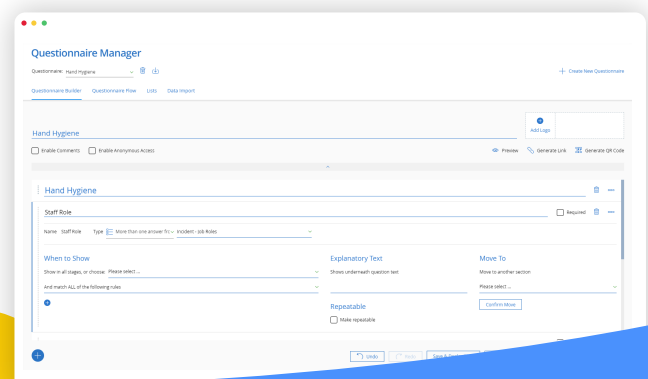 Questionnaire Manager
Questionnaire: Hand Hygiene
Create New Questionnaire
Questionnaire Builder Questionnaire Flow Lists Data Import
Add Logo
Hand Hygiene
Enable Comments Enable Anonymous Access Preview Generate Link Generate QR Code
Hand Hygiene
Staff Role Required
Name Staff Role Type More than one answer fro Incident - Job Roles
When to Show Explanatory Text Move To
Show in all stages, or choose: Please select ... Shows underneath question text Move to another section
And match ALL of the following rules Please select ...
Repeatable Confirm Move
Make repeatable
Undo